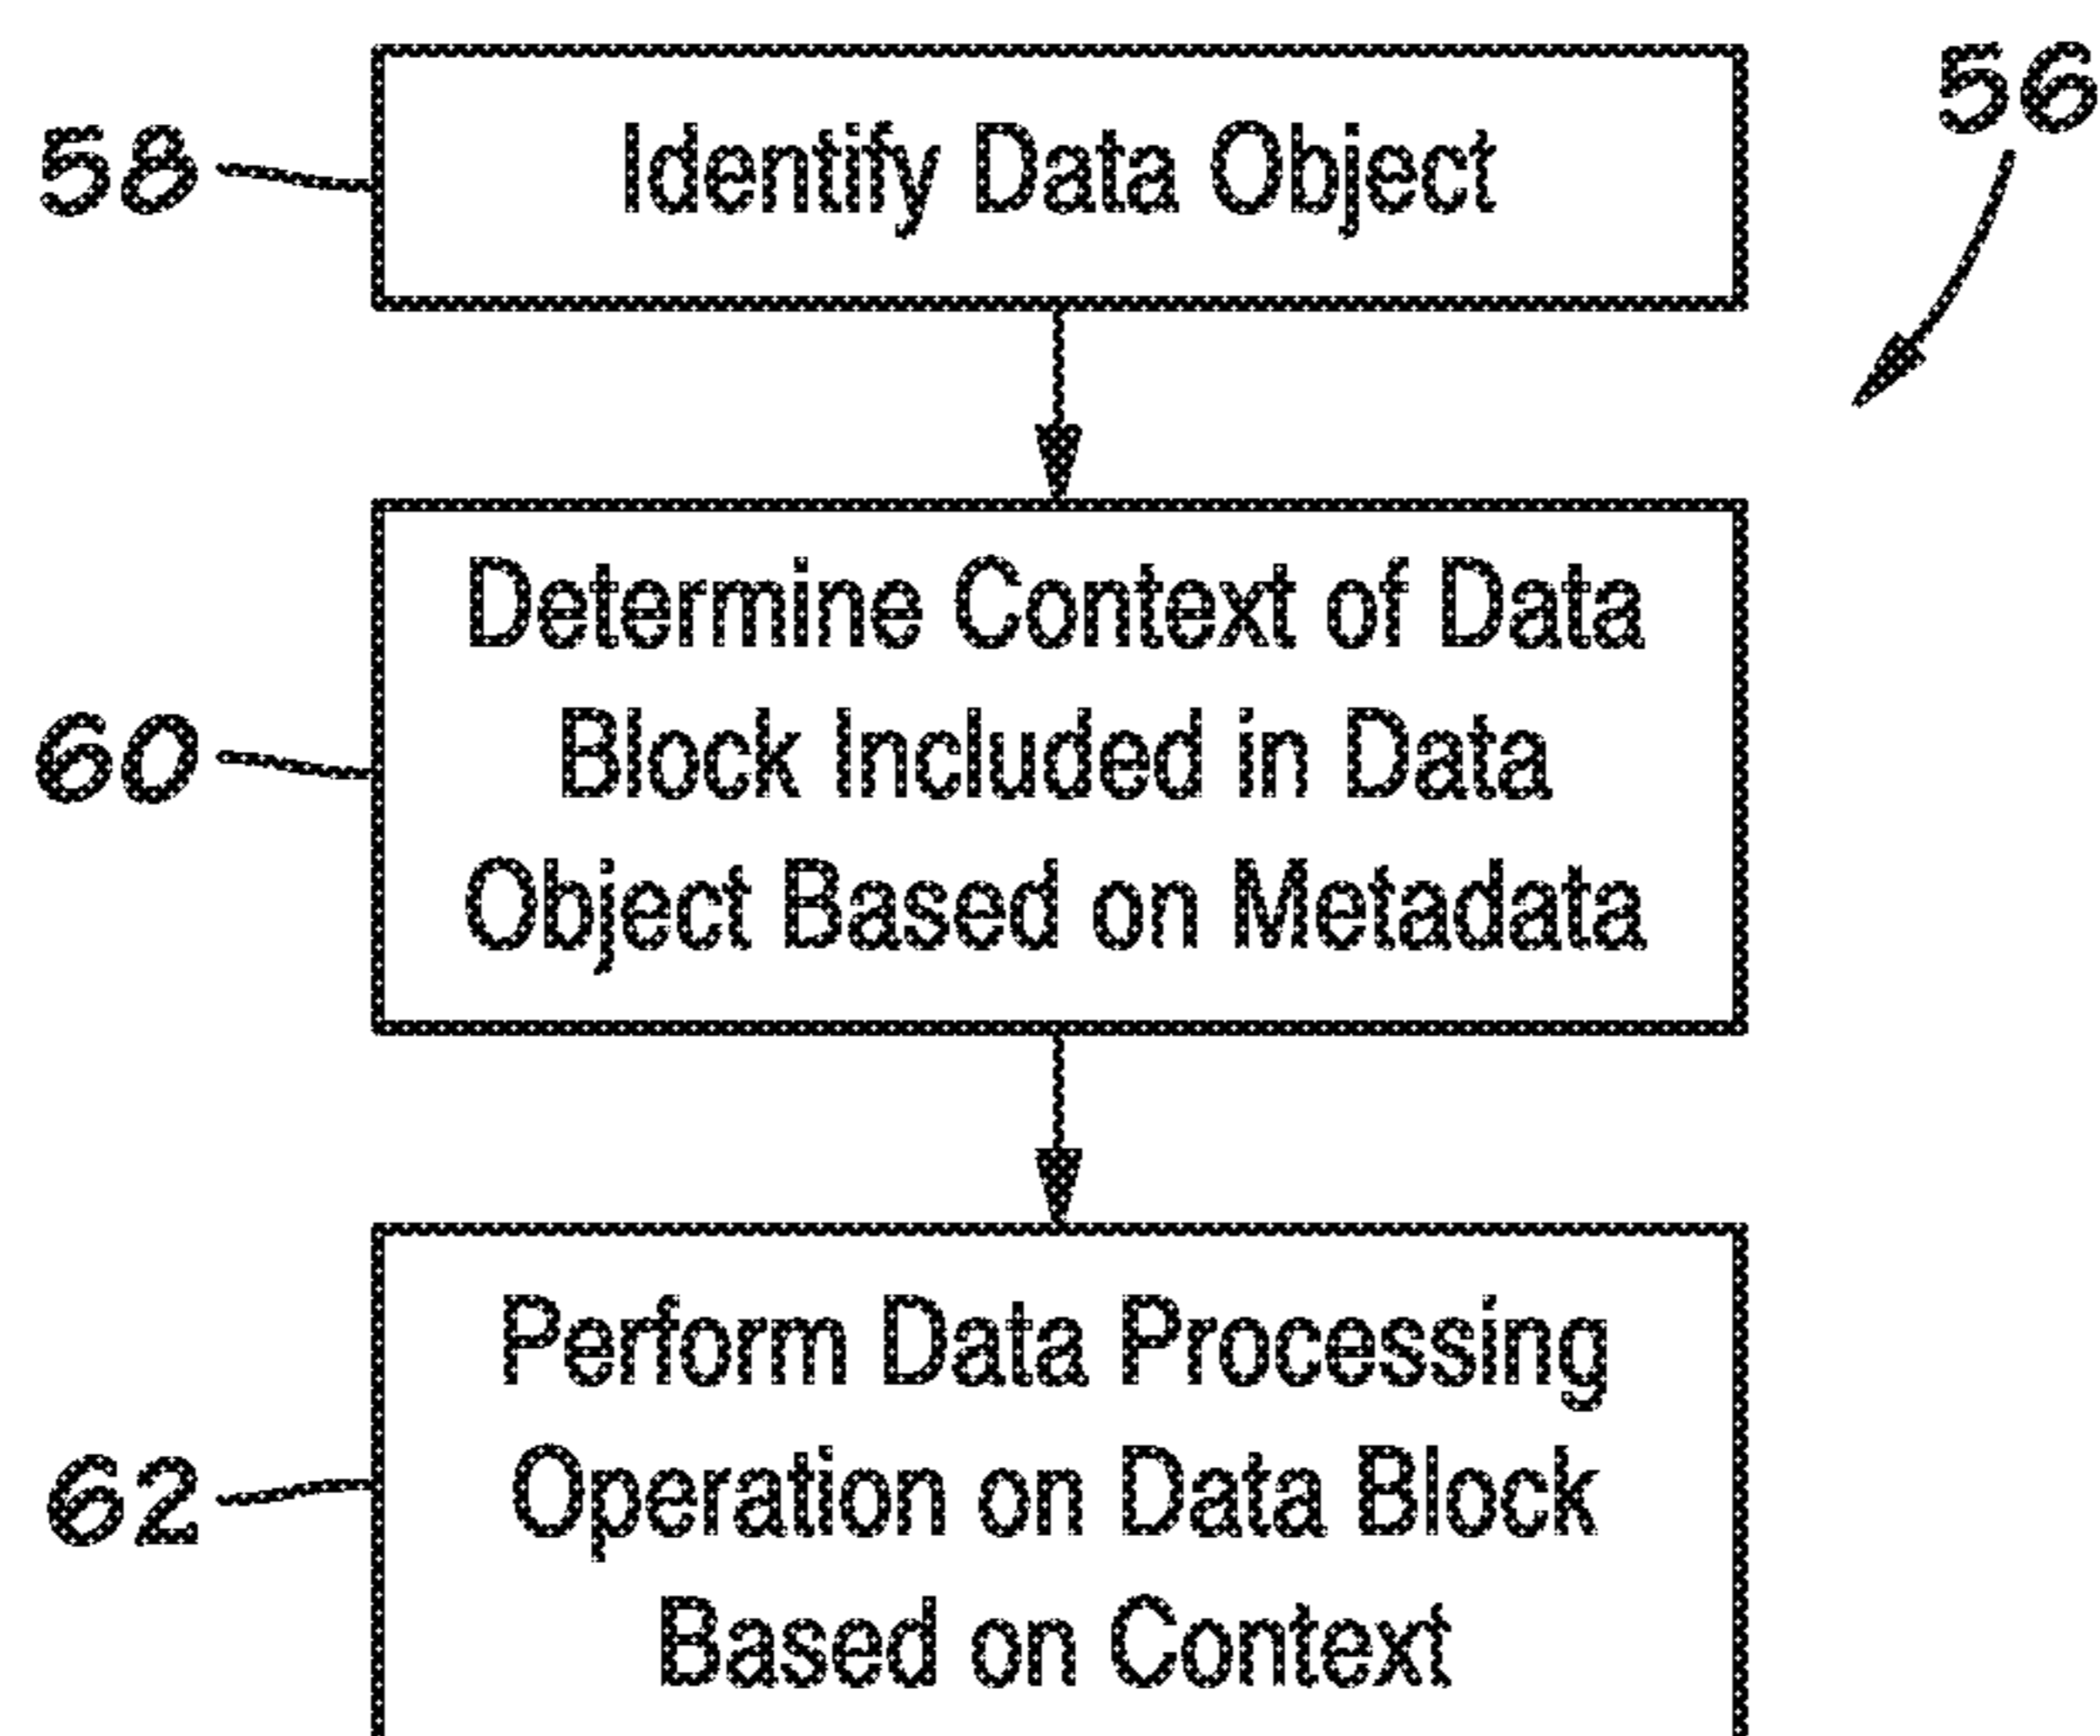 56
58
Identify Data Object
Determine Context of Data
Block Included in Data
Object Based on Metadata
60
Perform Data Processing
Operation on Data Block
Based on Context
62